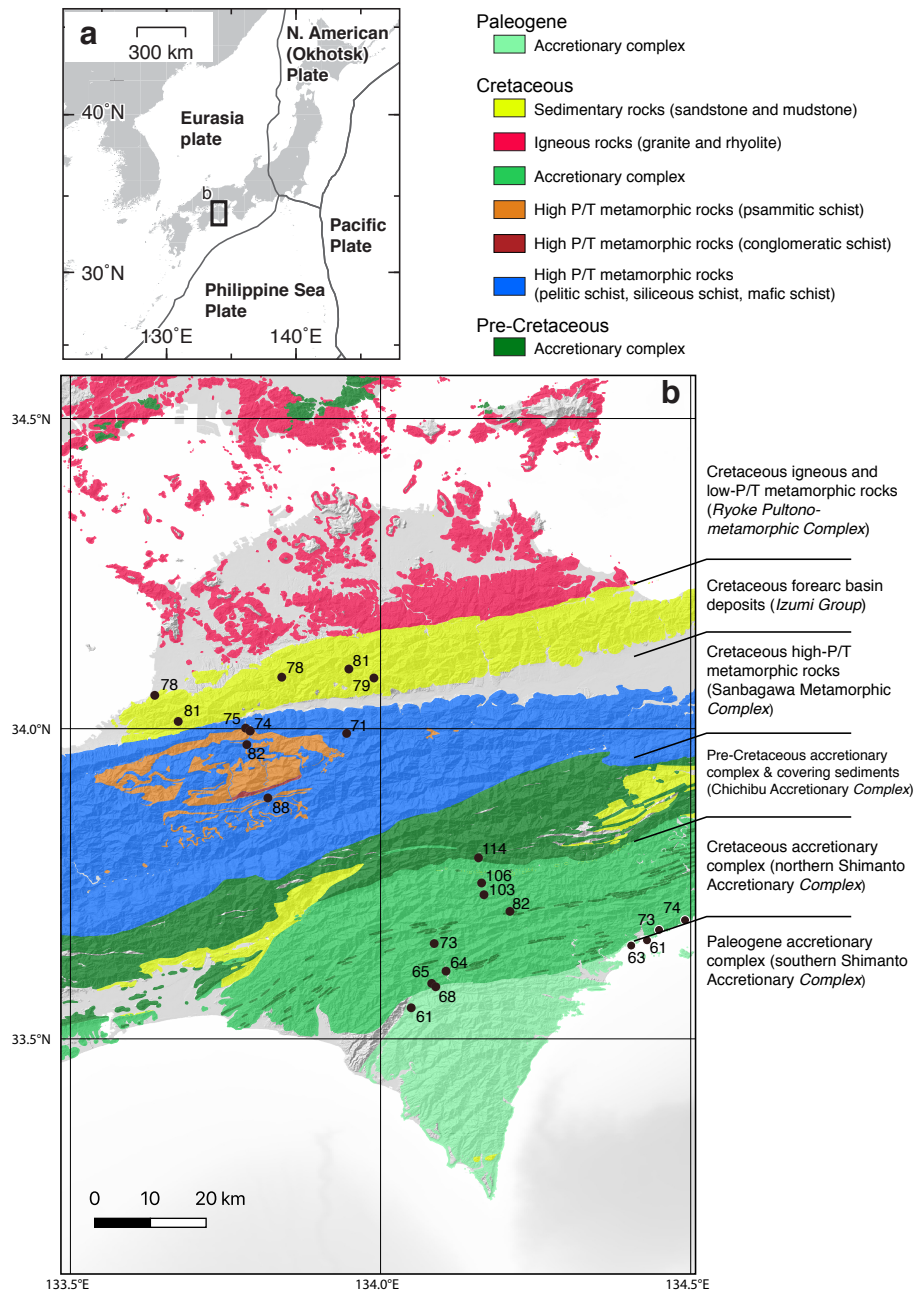 a
300 km
N. American
(Okhotsk)
Plate
40°N
Eurasia
plate
b
Pacific
Plate
30°N
Philippine Sea
Plate
130°E
140°E
Paleogene
Accretionary complex
Cretaceous
Sedimentary rocks (sandstone and mudstone)
Igneous rocks (granite and rhyolite)
Accretionary complex
High P/T metamorphic rocks (psammitic schist)
High P/T metamorphic rocks (conglomeratic schist)
High P/T metamorphic rocks
(pelitic schist, siliceous schist, mafic schist)
Pre-Cretaceous
Accretionary complex
b
34.5°N
34.0°N
33.5°N
78
81
78
81
79
75
74
71
82
88
114
106
103
82
73
64
65
68
61
74
73
61
63
0 10 20 km
133.5°E
134.0°E
134.5°E
Cretaceous igneous and
low-P/T metamorphic rocks
(Ryoke Pultono-
metamorphic Complex)
Cretaceous forearc basin
deposits (Izumi Group)
Cretaceous high-P/T
metamorphic rocks
(Sanbagawa Metamorphic
Complex)
Pre-Cretaceous accretionary
complex & covering sediments
(Chichibu Accretionary Complex)
Cretaceous accretionary
complex (northern Shimanto
Accretionary Complex)
Paleogene accretionary
complex (southern Shimanto
Accretionary Complex)